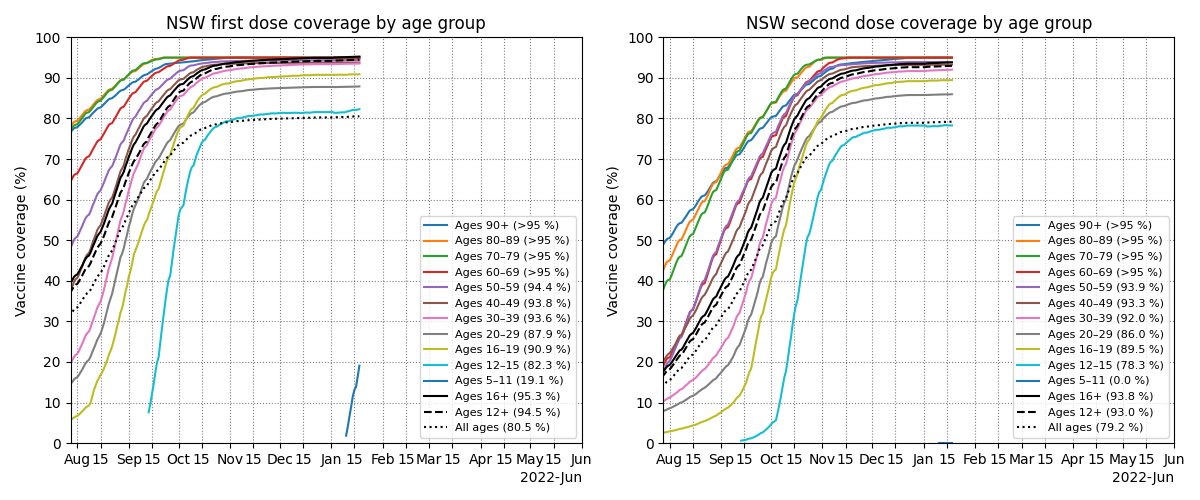 NSW first dose coverage by age group
Vaccine coverage (%)
100
90
80
70
60
50
40
30
20
10
0
Ages 90+ (>95 %)
Ages 80–89 (>95 %)
Ages 70–79 (>95 %)
Ages 60–69 (>95 %)
Ages 50–59 (94.4 %)
Ages 40–49 (93.8 %)
Ages 30–39 (93.6 %)
Ages 20–29 (87.9 %)
Ages 16–19 (90.9 %)
Ages 12–15 (82.3 %)
Ages 5–11 (19.1 %)
Ages 16+ (95.3 %)
Ages 12+ (94.5 %)
All ages (80.5 %)
Aug 15 Sep 15 Oct 15 Nov 15 Dec 15 Jan 15 Feb 15 Mar 15 Apr 15 May 15 Jun
2022-Jun
NSW second dose coverage by age group
Vaccine coverage (%)
100
90
80
70
60
50
40
30
20
10
0
Ages 90+ (>95 %)
Ages 80–89 (>95 %)
Ages 70–79 (>95 %)
Ages 60–69 (>95 %)
Ages 50–59 (93.9 %)
Ages 40–49 (93.3 %)
Ages 30–39 (92.0 %)
Ages 20–29 (86.0 %)
Ages 16–19 (89.5 %)
Ages 12–15 (78.3 %)
Ages 5–11 (0.0 %)
Ages 16+ (93.8 %)
Ages 12+ (93.0 %)
All ages (79.2 %)
Aug 15 Sep 15 Oct 15 Nov 15 Dec 15 Jan 15 Feb 15 Mar 15 Apr 15 May 15 Jun
2022-Jun